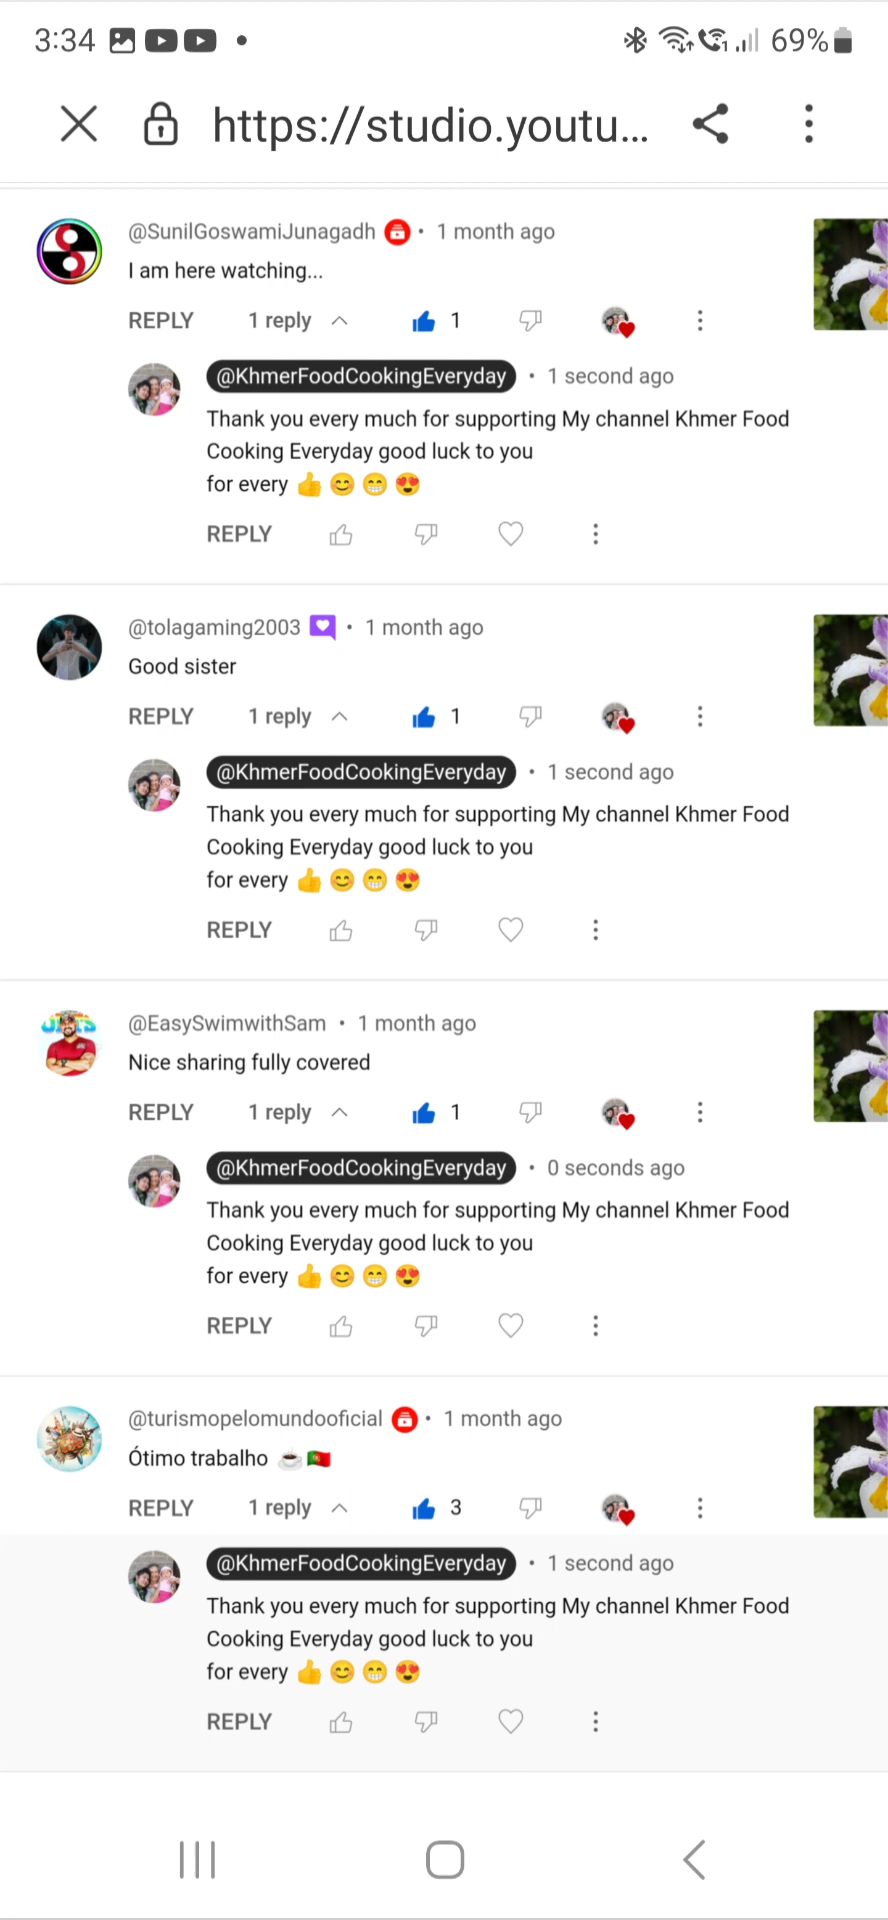 3:34
69%
https://studio.youtu...
@SunilGoswamiJunagadh • 1 month ago
I am here watching...
REPLY 1 reply 1
@KhmerFoodCookingEveryday • 1 second ago
Thank you every much for supporting My channel Khmer Food
Cooking Everyday good luck to you
for every 👍😊😁😍
REPLY
@tolagaming2003 • 1 month ago
Good sister
REPLY 1 reply 1
@KhmerFoodCookingEveryday • 1 second ago
Thank you every much for supporting My channel Khmer Food
Cooking Everyday good luck to you
for every 👍😊😁😍
REPLY
@EasySwimwithSam • 1 month ago
Nice sharing fully covered
REPLY 1 reply 1
@KhmerFoodCookingEveryday • 0 seconds ago
Thank you every much for supporting My channel Khmer Food
Cooking Everyday good luck to you
for every 👍😊😁😍
REPLY
@turismopelomundooficial • 1 month ago
Ótimo trabalho ☕🇵🇹
REPLY 1 reply 3
@KhmerFoodCookingEveryday • 1 second ago
Thank you every much for supporting My channel Khmer Food
Cooking Everyday good luck to you
for every 👍😊😁😍
REPLY